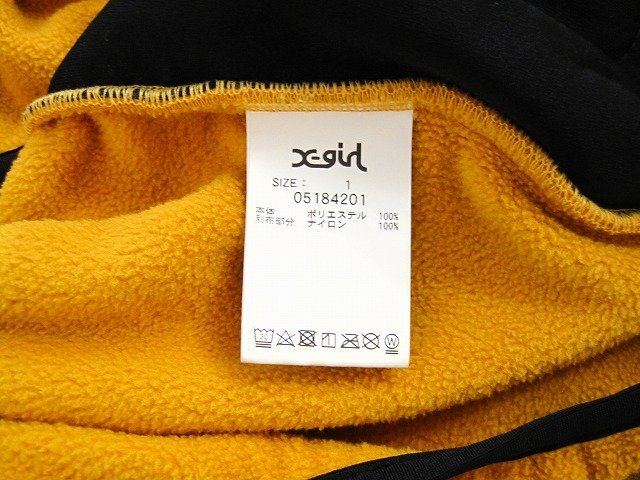 X-girl
SIZE: 1
05184201
本体 ポリエステル 100%
別布部分 ナイロン 100%